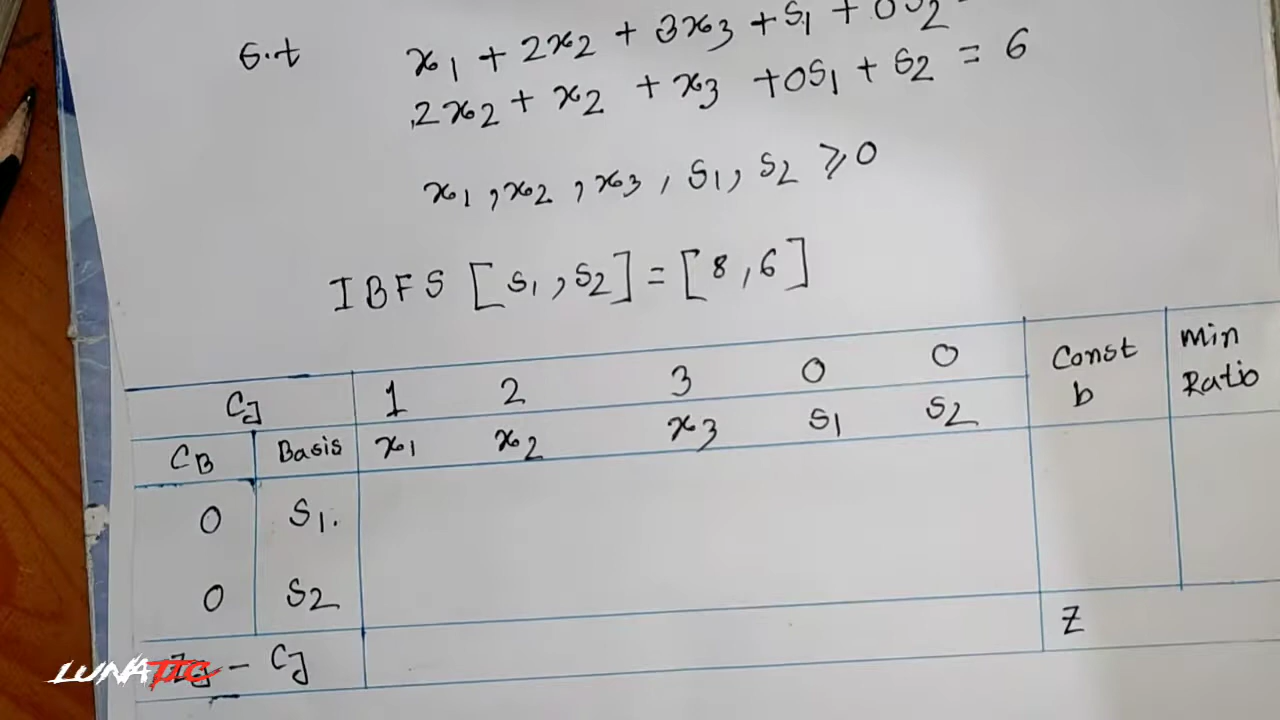 S.t x1 + 2x2 + 3x3 + S1 + 0S2
2x2 + x2 + x3 + 0S1 + S2 = 6
x1, x2, x3, S1, S2 ≥ 0
IBFS [S1, S2] = [8, 6]
CJ 1 2 3 0 0 Const b Min Ratio
CB Basis x1 x2 x3 S1 S2
0 S1.
0 S2
ZJ - CJ Z
LUNATIC